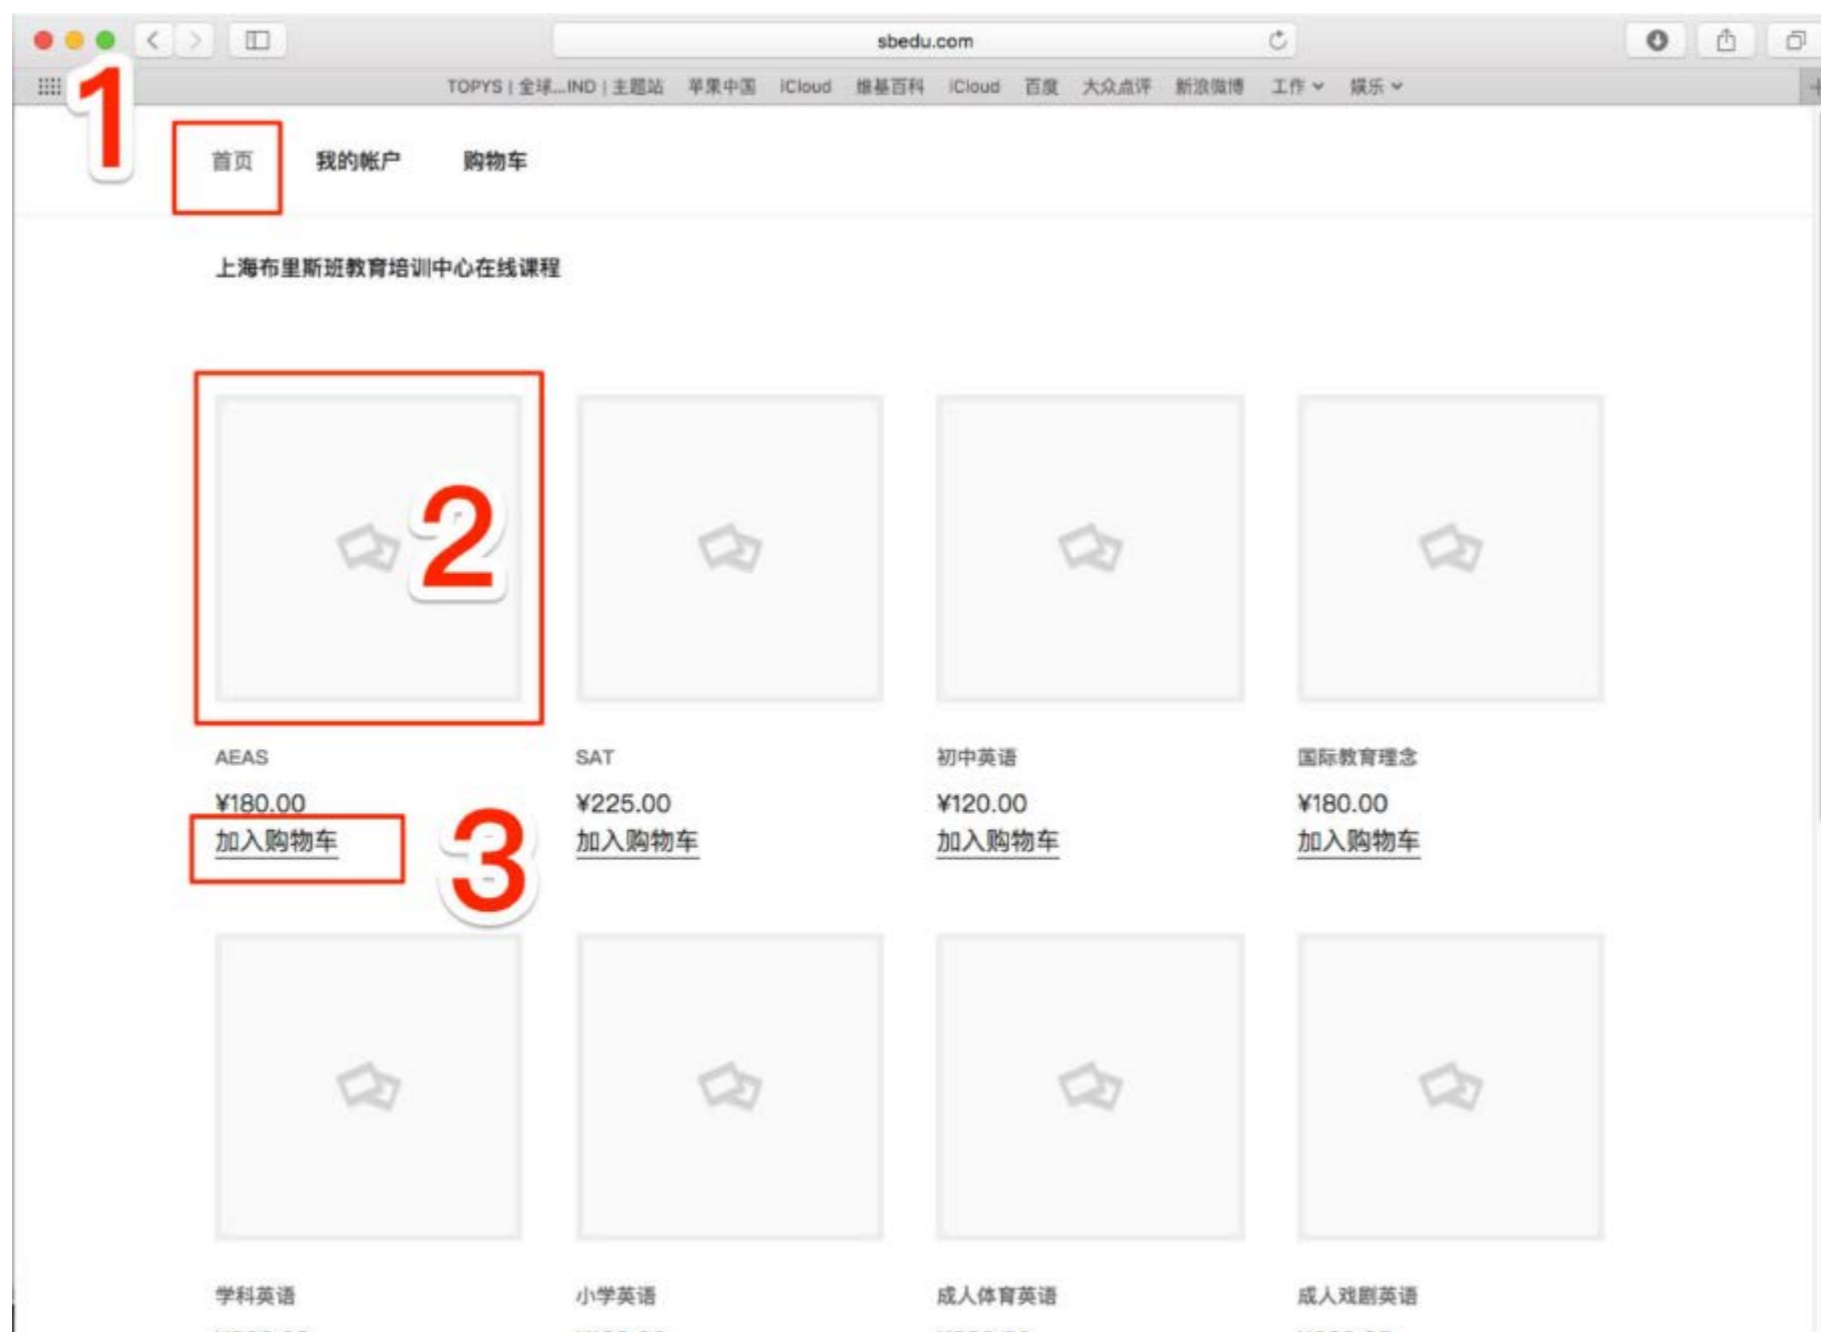 sbedu.com
TOPYS | 全球...IND | 主题站 苹果中国 iCloud 维基百科 iCloud 百度 大众点评 新浪微博 工作 娱乐
1
首页 我的帐户 购物车
上海布里斯班教育培训中心在线课程
2
AEAS SAT 初中英语 国际教育理念
¥180.00 ¥225.00 ¥120.00 ¥180.00
加入购物车 加入购物车 加入购物车 加入购物车
3
学科英语 小学英语 成人体育英语 成人戏剧英语